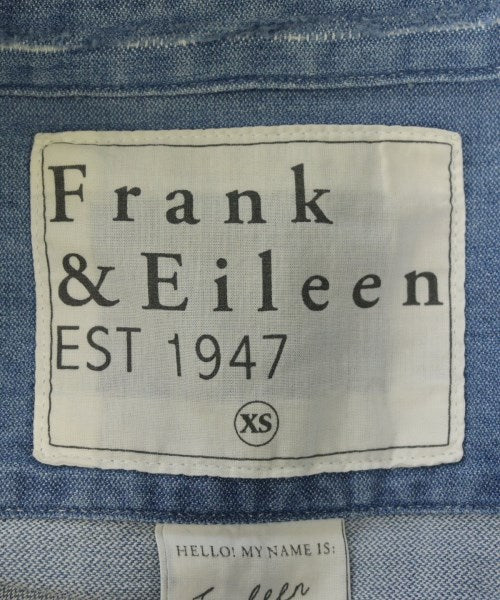 Frank
& Eileen
EST 1947
XS
HELLO! MY NAME IS: